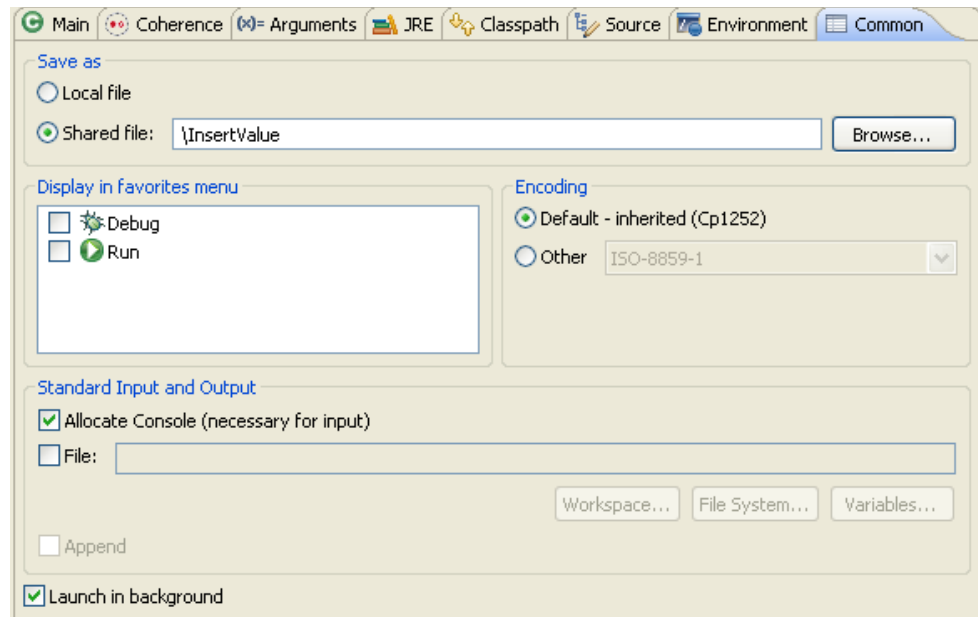 Main Coherence (x)= Arguments JRE Classpath Source Environment Common
Save as
Local file
Shared file: \InsertValue Browse...
Display in favorites menu
Debug
Run
Encoding
Default - inherited (Cp1252)
Other ISO-8859-1
Standard Input and Output
Allocate Console (necessary for input)
File:
Workspace... File System... Variables...
Append
Launch in background